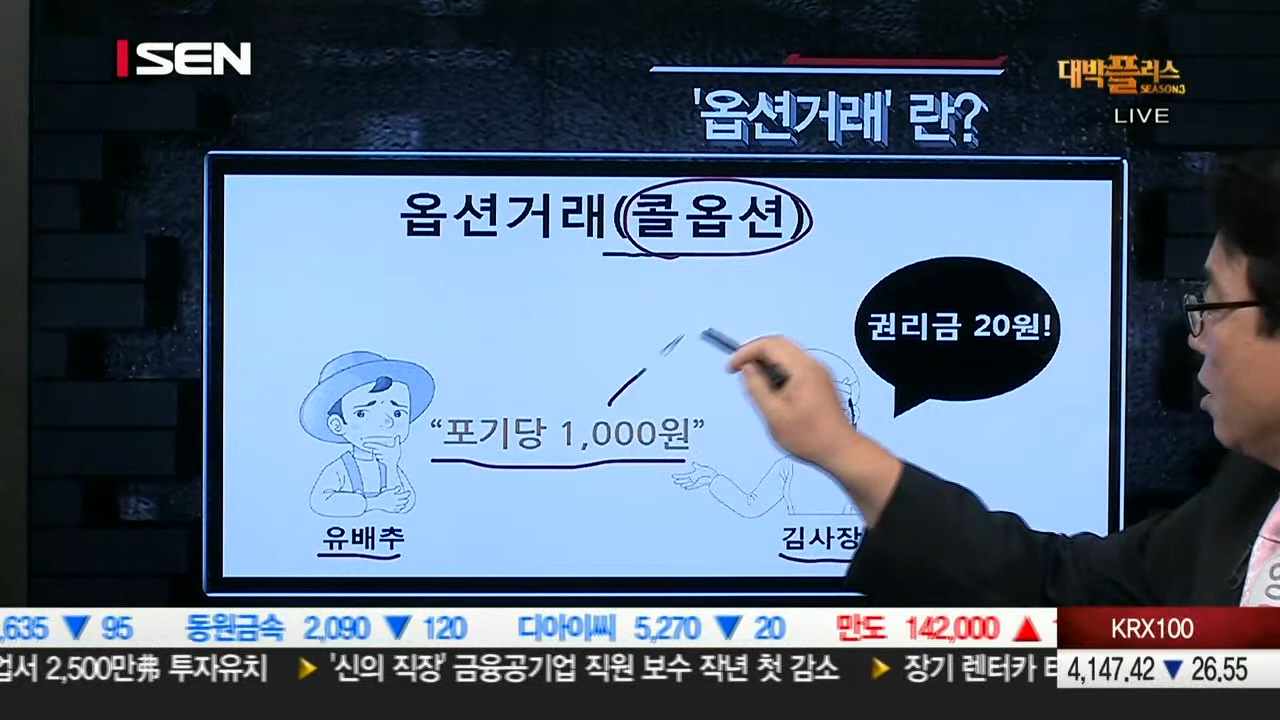 SEN
대박플러스
SEASON3
LIVE
'옵션거래' 란?
옵션거래(콜옵션)
권리금 20원!
“포기당 1,000원”
유배추
김사장
,635 ▼ 95 동원금속 2,090 ▼ 120 디아이씨 5,270 ▼ 20 만도 142,000 ▲
KRX100
업서 2,500만弗 투자유치 ▶ '신의 직장' 금융공기업 직원 보수 작년 첫 감소 ▶ 장기 렌터카
4,147.42 ▼ 26.55